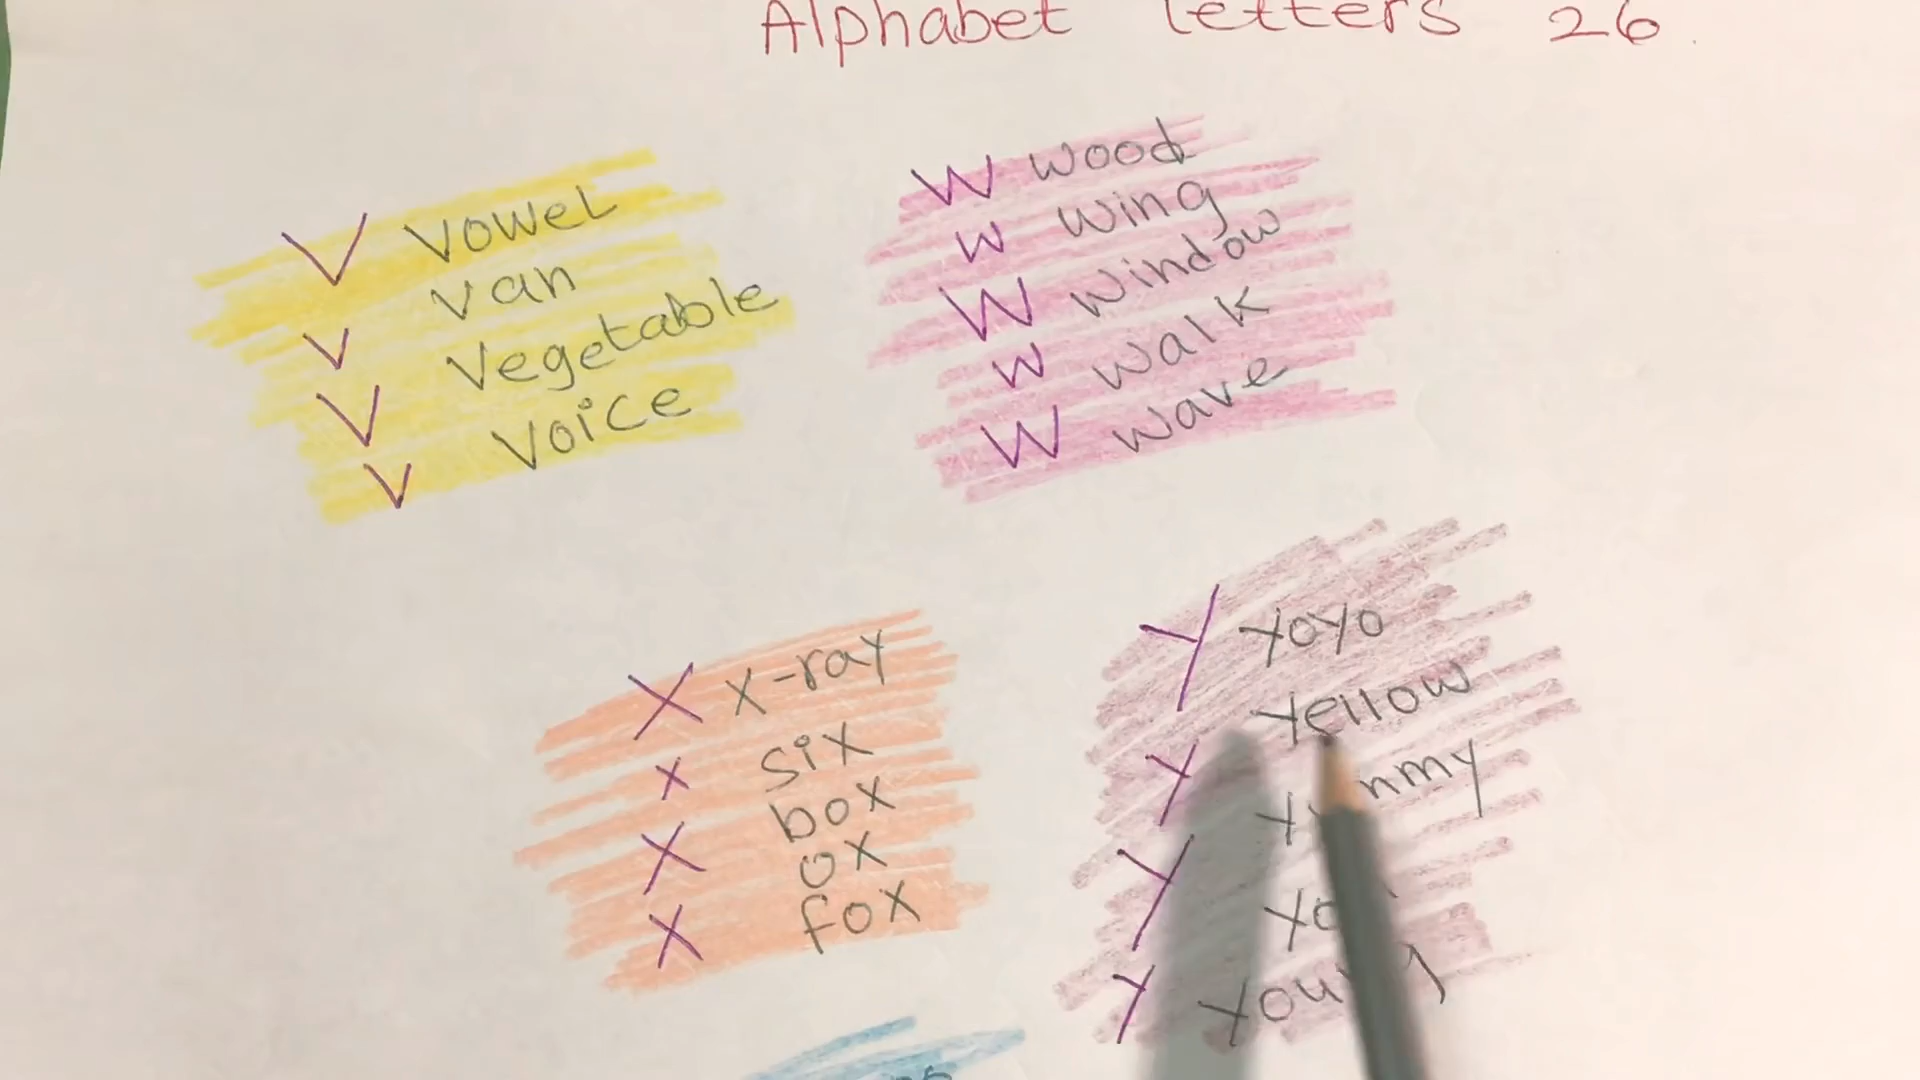 Alphabet letters 26
V vowel
van
v vegetable
V voice
v
W wood
w wing
W window
w walk
W wave
X x-ray
x six
X box
ox
X fox
Y yoyo
yellow
y
Y
y young